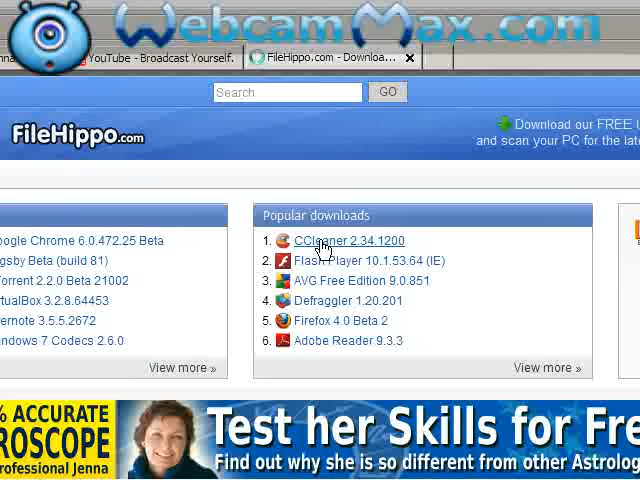 WebcamMax.com
YouTube - Broadcast Yourself.
FileHippo.com - Downloa...
Search
GO
FileHippo.com
Download our FREE
and scan your PC for the late
Popular downloads
oogle Chrome 6.0.472.25 Beta
gsby Beta (build 81)
Torrent 2.2.0 Beta 21002
rtualBox 3.2.8.64453
ernote 3.5.5.2672
indows 7 Codecs 2.6.0
View more »
1. CCleaner 2.34.1200
2. Flash Player 10.1.53.64 (IE)
3. AVG Free Edition 9.0.851
4. Defraggler 1.20.201
5. Firefox 4.0 Beta 2
6. Adobe Reader 9.3.3
View more »
% ACCURATE
ROSCOPE
Professional Jenna
Test her Skills for Fre
Find out why she is so different from other Astrolog